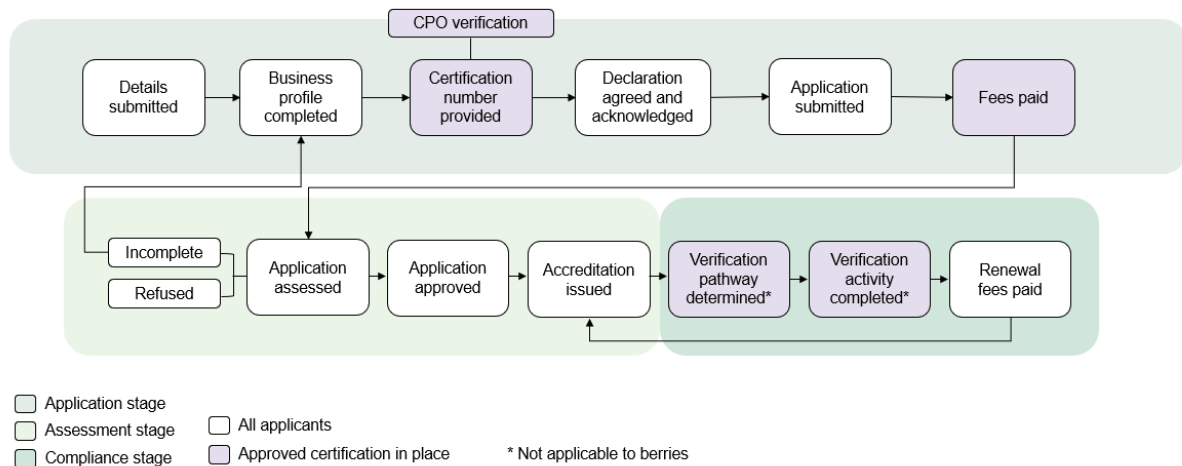 CPO verification
Details
submitted
Business
profile
completed
Certification
number
provided
Declaration
agreed and
acknowledged
Application
submitted
Fees paid
Incomplete
Refused
Application
assessed
Application
approved
Accreditation
issued
Verification
pathway
determined*
Verification
activity
completed*
Renewal
fees paid
Application stage
Assessment stage
Compliance stage
All applicants
Approved certification in place
* Not applicable to berries